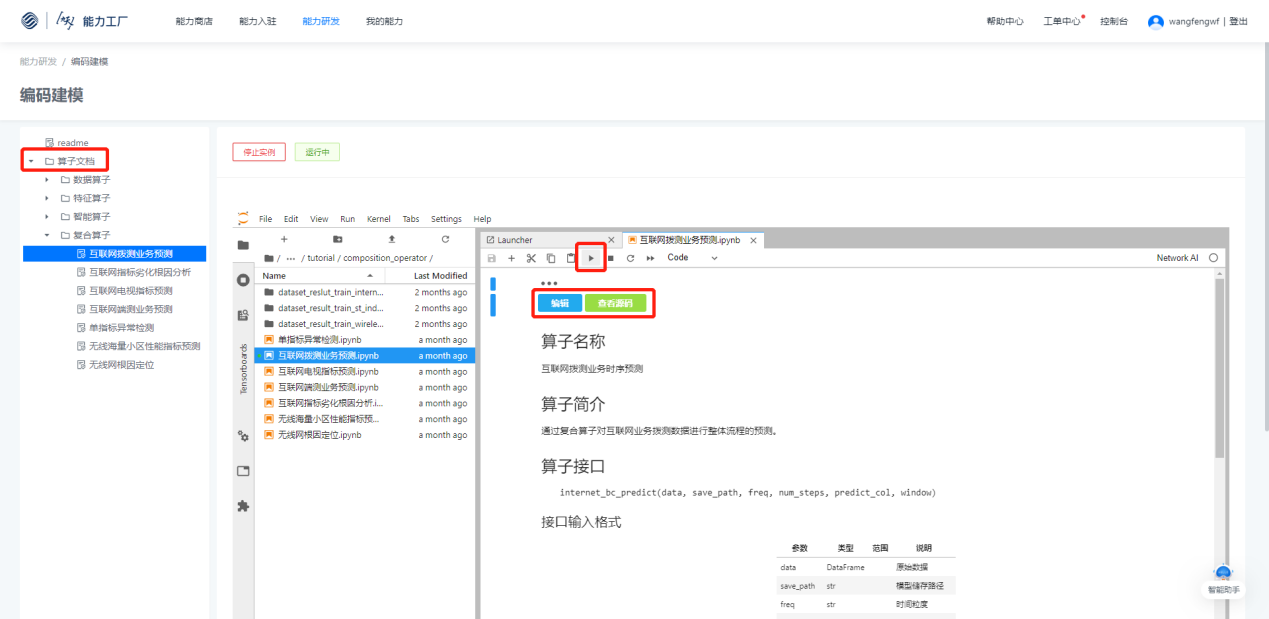 能力工厂 能力商店 能力入驻 能力研发 我的能力 帮助中心 工单中心 控制台 wangfengwf | 登出
能力研发 / 编码建模
编码建模
readme
算子文档
数据算子
特征算子
智能算子
复合算子
互联网拨测业务预测
互联网指标劣化根因分析
互联网电视指标预测
互联网端测业务预测
单指标异常检测
无线海量小区性能指标预测
无线网根因定位
停止实例 运行中
File Edit View Run Kernel Tabs Settings Help
/ ··· / tutorial / composition_operator /
Name Last Modified
dataset_reslut_train_intern... 2 months ago
dataset_result_train_st_ind... 2 months ago
dataset_result_train_wirele... 2 months ago
单指标异常检测.ipynb a month ago
互联网拨测业务预测.ipynb a month ago
互联网电视指标预测.ipynb a month ago
互联网端测业务预测.ipynb a month ago
互联网指标劣化根因分析.i... a month ago
无线海量小区性能指标预... a month ago
无线网根因定位.ipynb a month ago
Tensorboards
Launcher 互联网拨测业务预测.ipynb
Code Network AI
编辑 查看源码
算子名称
互联网拨测业务时序预测
算子简介
通过复合算子对互联网业务拨测数据进行整体流程的预测。
算子接口
internet_bc_predict(data, save_path, freq, num_steps, predict_col, window)
接口输入格式
参数 类型 范围 说明
data DataFrame 原始数据
save_path str 模型储存路径
freq str 时间粒度
智能助手